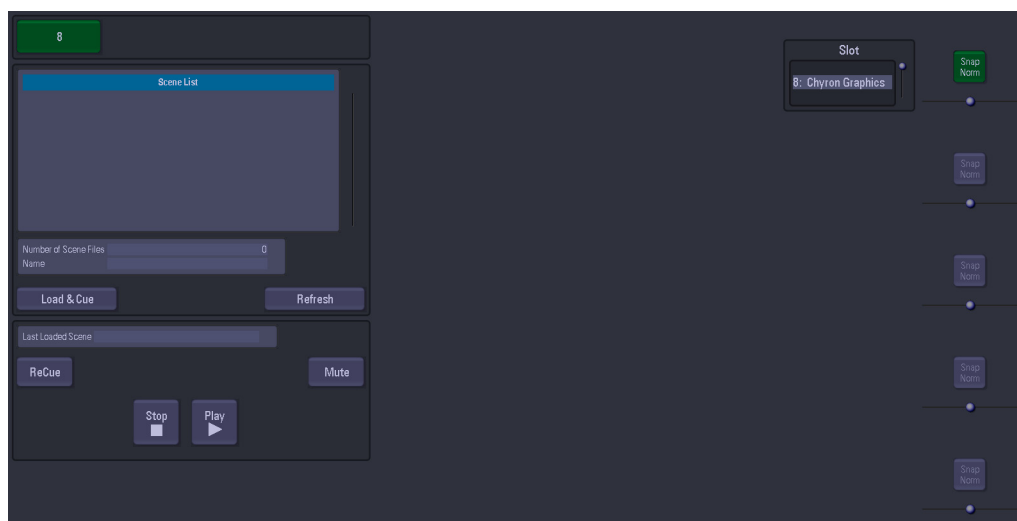 8
Scene List
Number of Scene Files 0
Name
Load & Cue
Refresh
Last Loaded Scene
ReCue
Mute
Stop
Play
Slot
8: Chyron Graphics
Snap
Norm
Snap
Norm
Snap
Norm
Snap
Norm
Snap
Norm